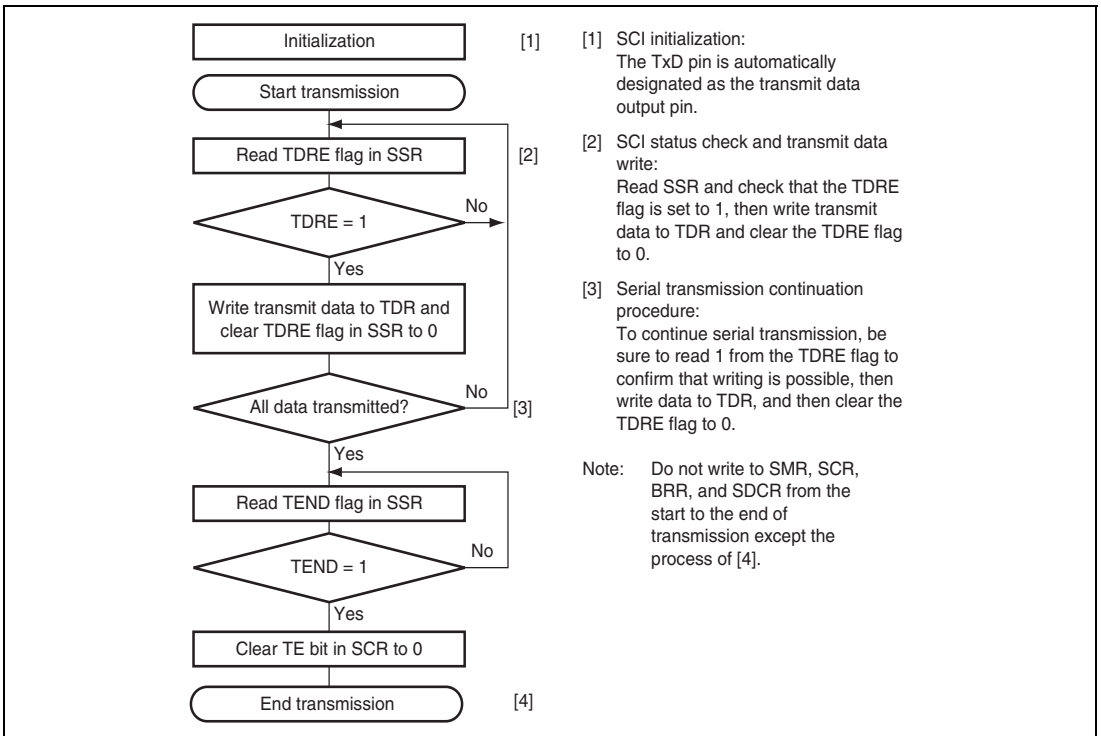 Initialization
[1]
Start transmission
Read TDRE flag in SSR
[2]
TDRE = 1
No
Yes
Write transmit data to TDR and
clear TDRE flag in SSR to 0
All data transmitted?
No
[3]
Yes
Read TEND flag in SSR
TEND = 1
No
Yes
Clear TE bit in SCR to 0
End transmission
[4]
[1] SCI initialization:
The TxD pin is automatically
designated as the transmit data
output pin.
[2] SCI status check and transmit data
write:
Read SSR and check that the TDRE
flag is set to 1, then write transmit
data to TDR and clear the TDRE flag
to 0.
[3] Serial transmission continuation
procedure:
To continue serial transmission, be
sure to read 1 from the TDRE flag to
confirm that writing is possible, then
write data to TDR, and then clear the
TDRE flag to 0.
Note: Do not write to SMR, SCR,
BRR, and SDCR from the
start to the end of
transmission except the
process of [4].